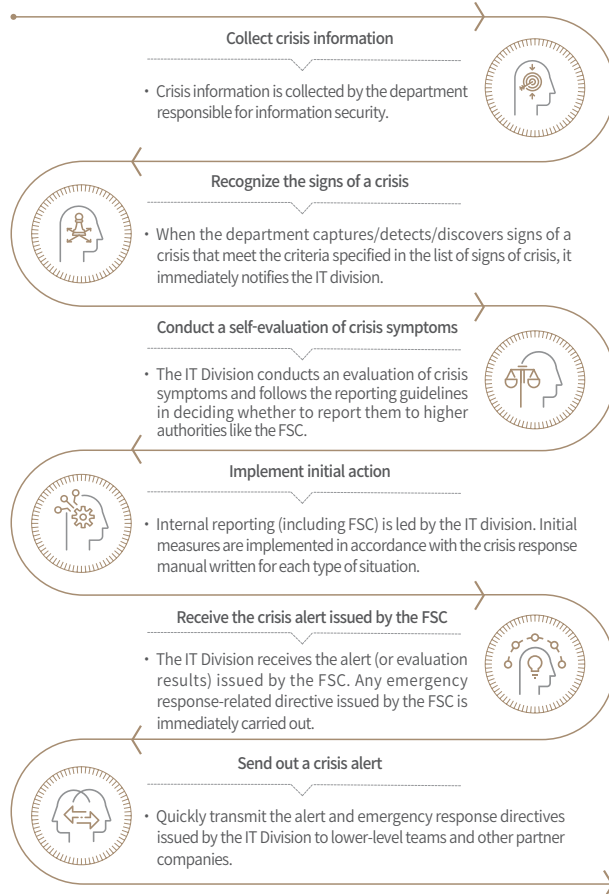 Collect crisis information
· Crisis information is collected by the department
responsible for information security.
Recognize the signs of a crisis
· When the department captures/detects/discovers signs of a
crisis that meet the criteria specified in the list of signs of crisis, it
immediately notifies the IT division.
Conduct a self-evaluation of crisis symptoms
· The IT Division conducts an evaluation of crisis
symptoms and follows the reporting guidelines
in deciding whether to report them to higher
authorities like the FSC.
Implement initial action
· Internal reporting (including FSC) is led by the IT division. Initial
measures are implemented in accordance with the crisis response
manual written for each type of situation.
Receive the crisis alert issued by the FSC
· The IT Division receives the alert (or evaluation
results) issued by the FSC. Any emergency
response-related directive issued by the FSC is
immediately carried out.
Send out a crisis alert
· Quickly transmit the alert and emergency response directives
issued by the IT Division to lower-level teams and other partner
companies.